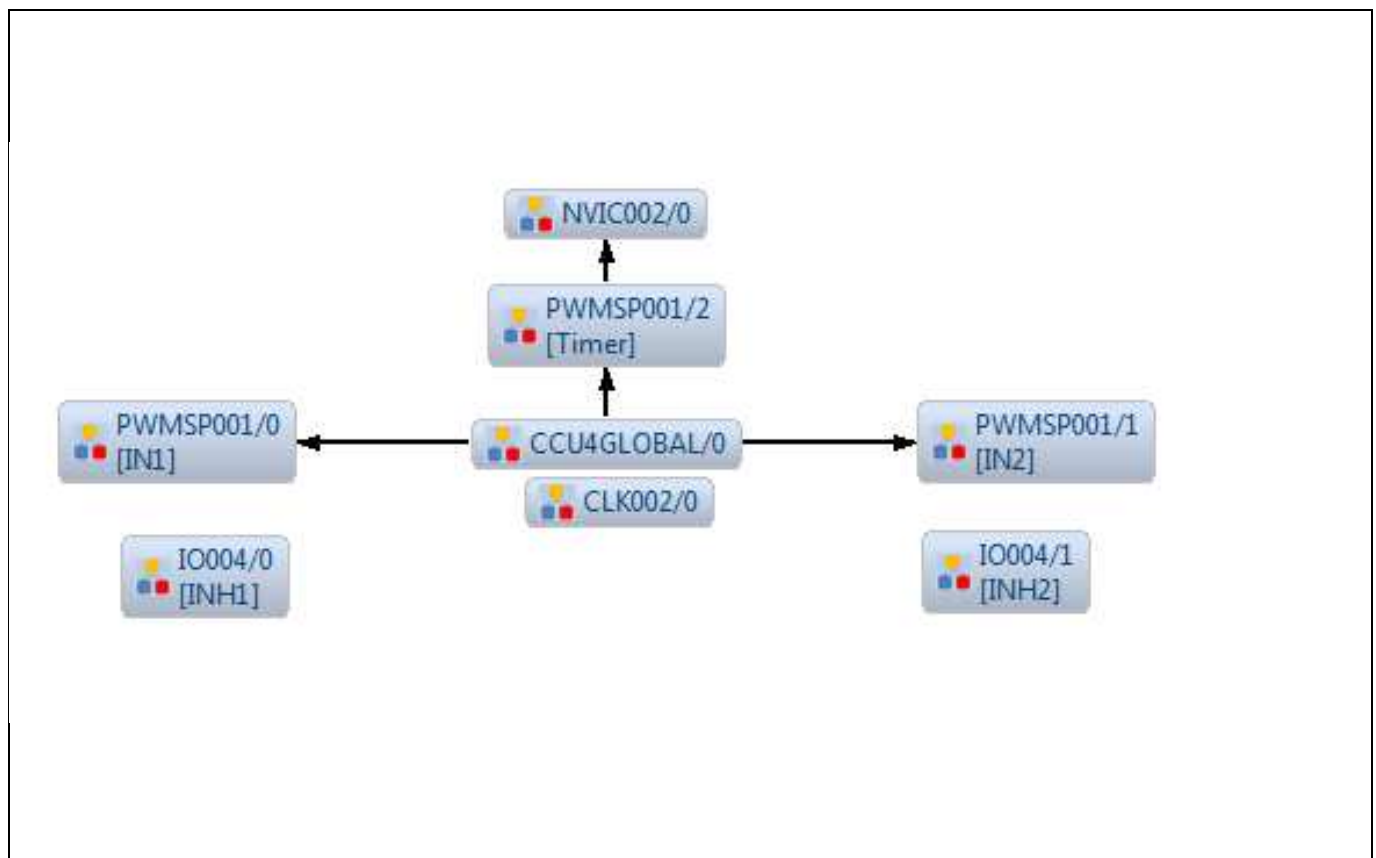 NVIC002/0
PWMSP001/2
[Timer]
PWMSP001/0
[IN1]
CCU4GLOBAL/0
PWMSP001/1
[IN2]
CLK002/0
IO004/0
[INH1]
IO004/1
[INH2]